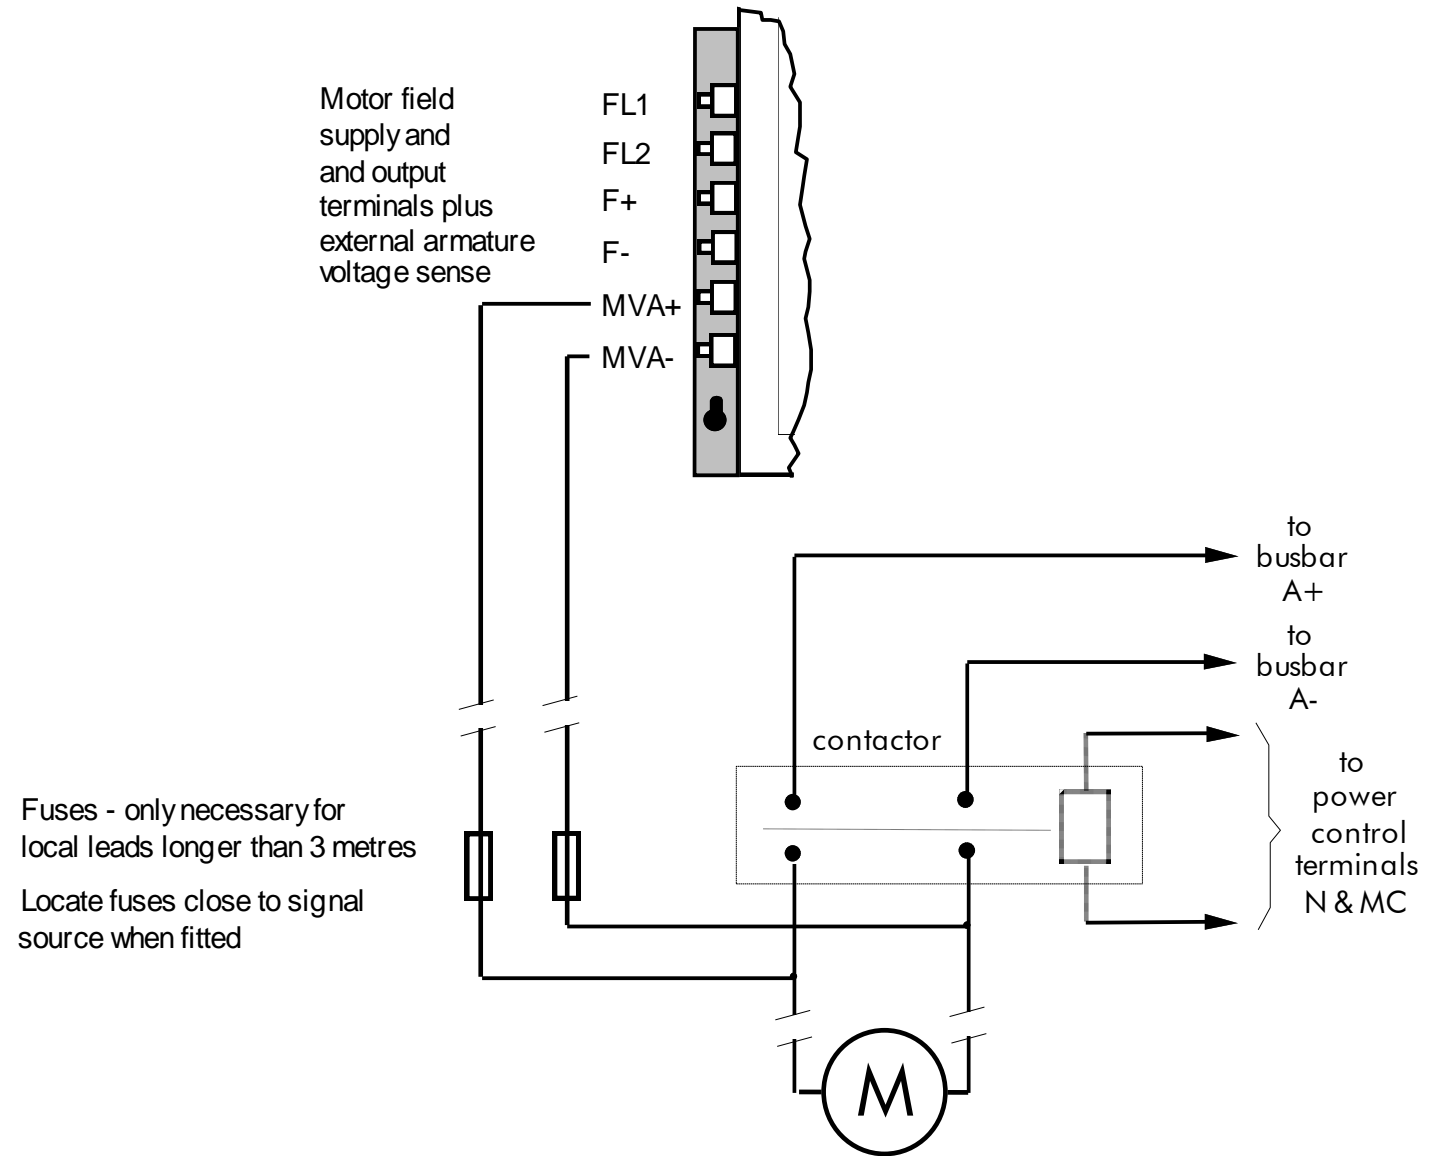 Motor field
supply and
and output
terminals plus
external armature
voltage sense
FL1
FL2
F+
F-
MVA+
MVA-
to
busbar
A+
to
busbar
A-
contactor
to
power
control
terminals
N & MC
Fuses - only necessary for
local leads longer than 3 metres
Locate fuses close to signal
source when fitted
M